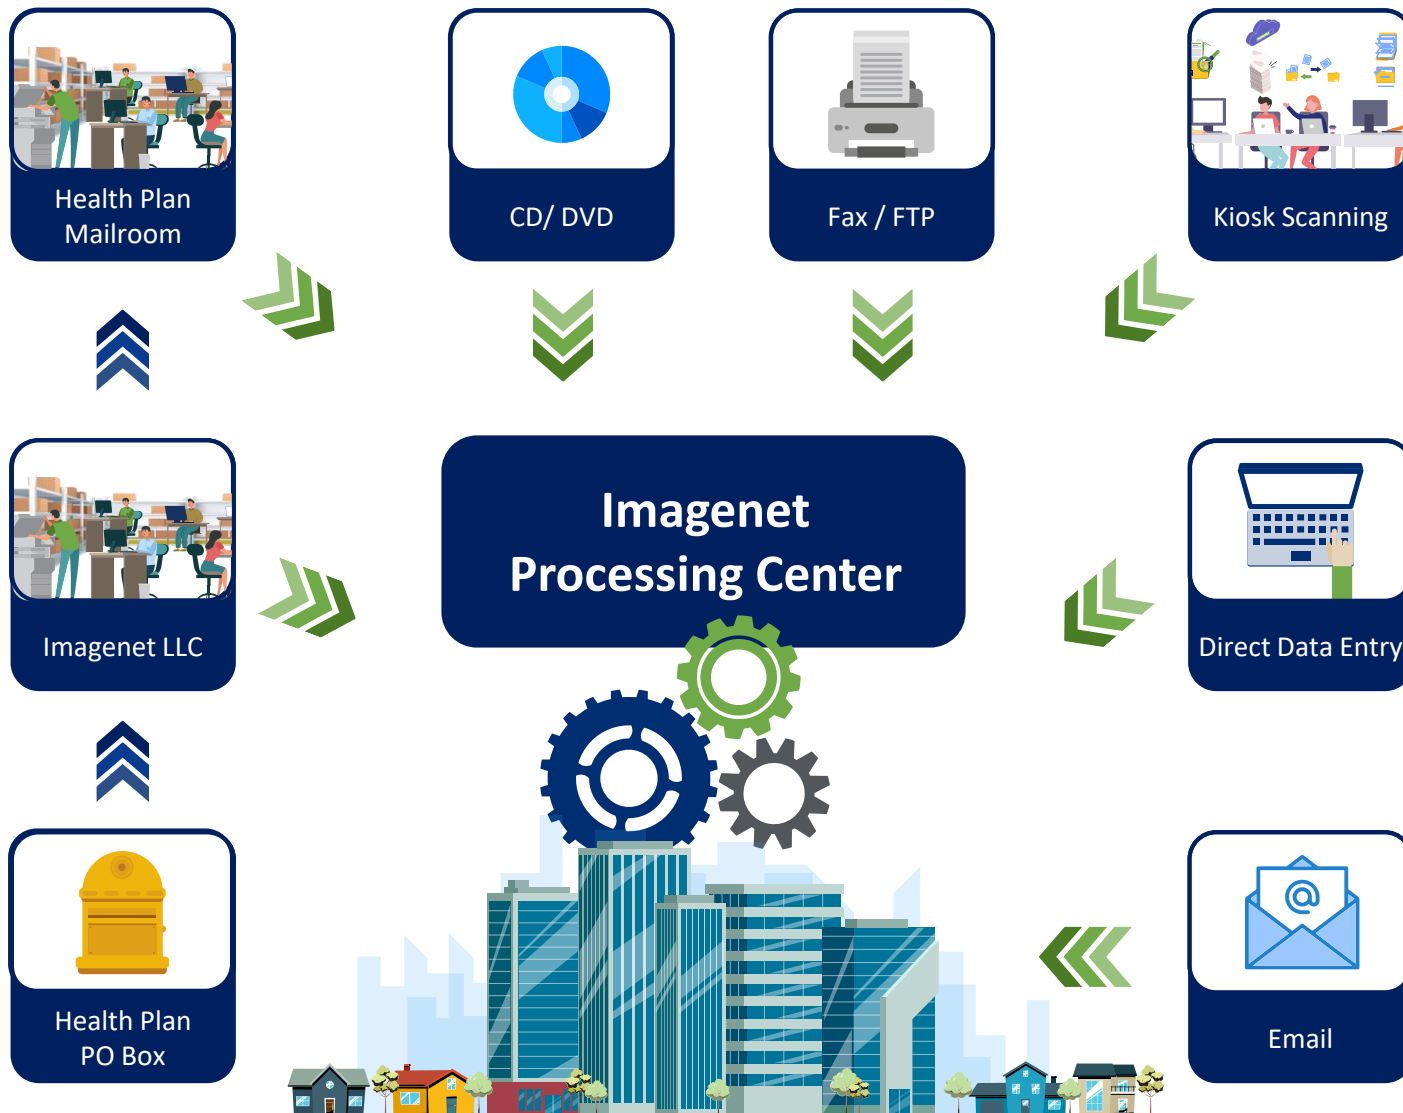 Health Plan
Mailroom
CD/ DVD
Fax / FTP
Kiosk Scanning
Imagenet
Processing Center
Imagenet LLC
Direct Data Entry
Health Plan
PO Box
@
Email